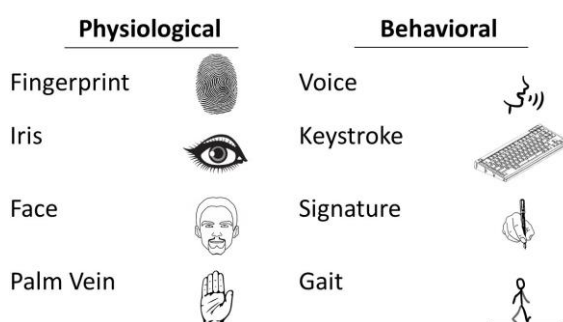 Physiological Behavioral
Fingerprint Voice
Iris Keystroke
Face Signature
Palm Vein Gait